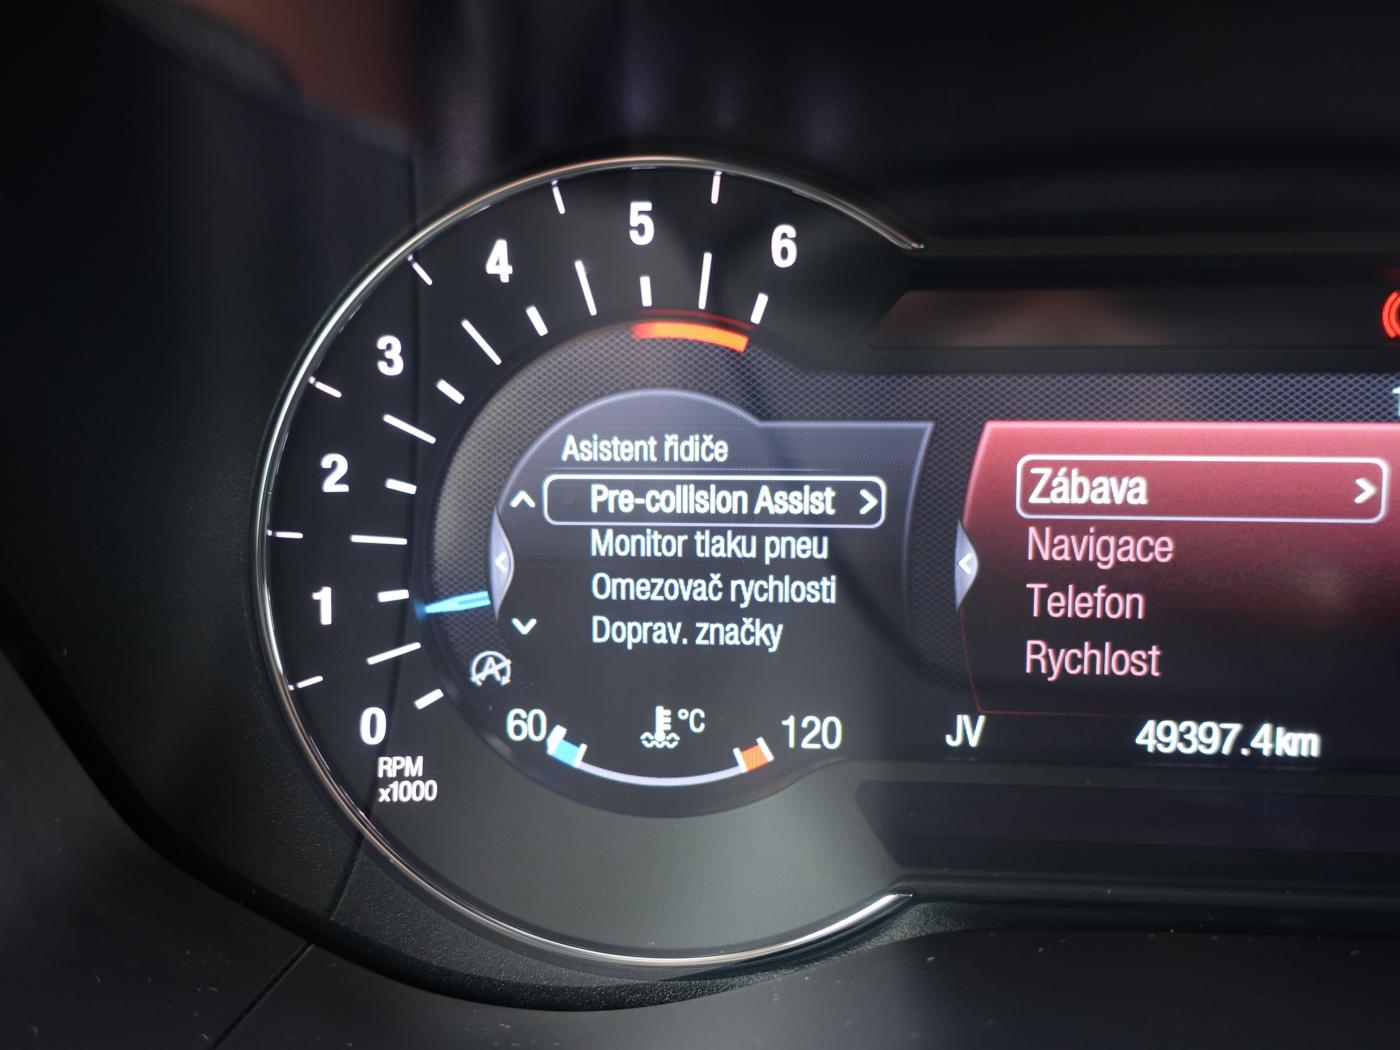 6
5
4
3
2
1
0
RPM
x1000
Asistent řidiče
Pre-collision Assist
Monitor tlaku pneu
Omezovač rychlosti
Doprav. značky
A
60
°C
120
Zábava
Navigace
Telefon
Rychlost
JV
49397.4km